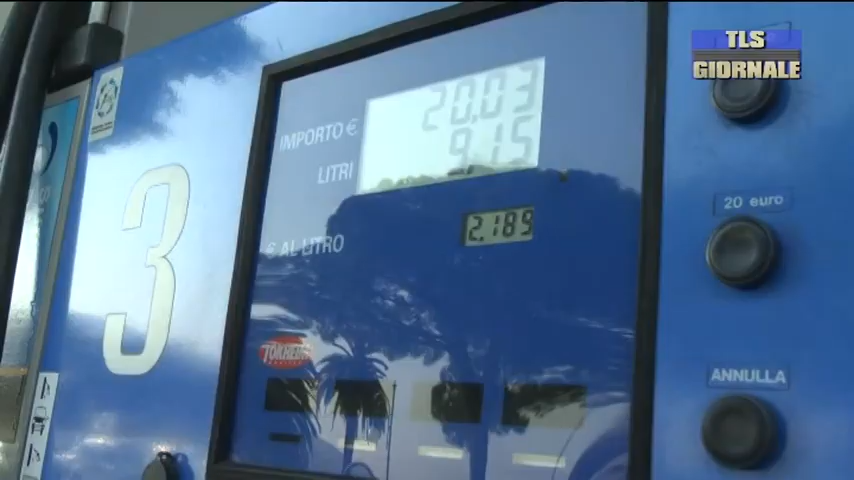 TLS
GIORNALE
IMPORTO € 20,03
LITRI 9,15
20 euro
€ AL LITRO 2,189
3
ANNULLA